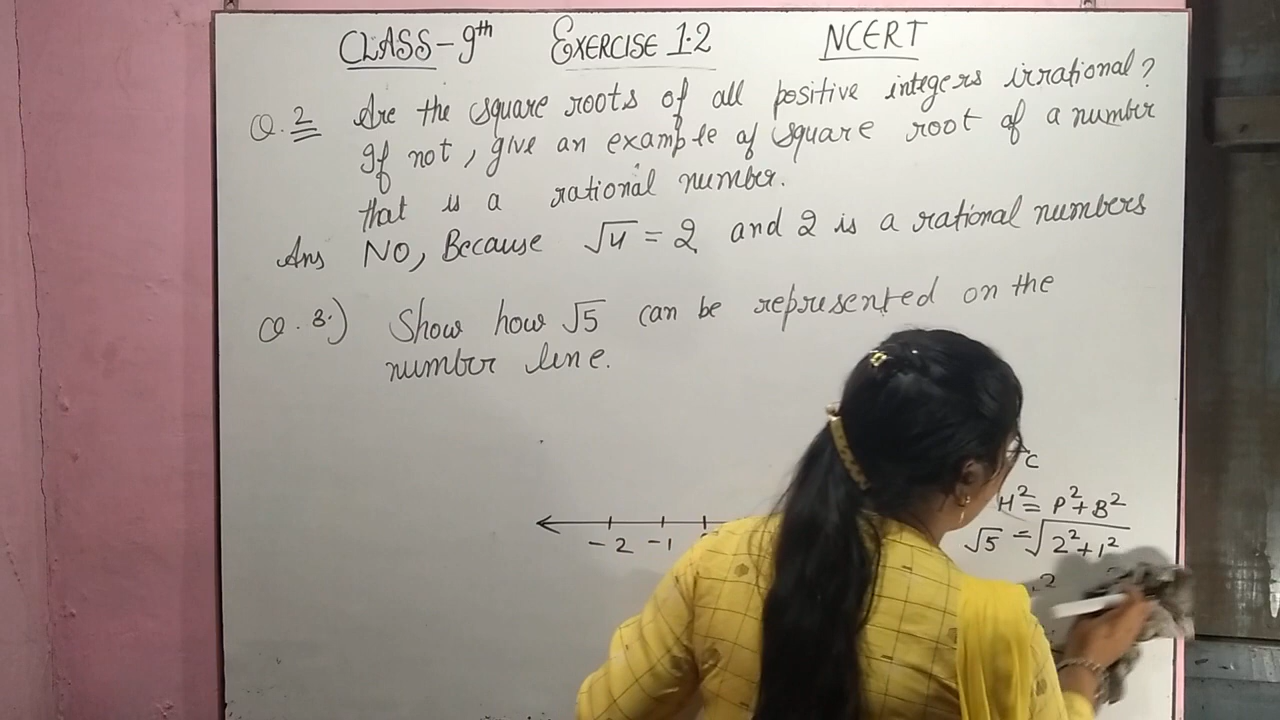 CLASS-9th EXERCISE 1.2 NCERT
Q.2 Are the square roots of all positive integers irrational?
If not, give an example of square root of a number
that is a rational number.
Ans NO, Because √4 = 2 and 2 is a rational numbers
Q.3.) Show how √5 can be represented on the
number line.
C
H² = P² + B²
-2 -1
√5 = √2² + 1²